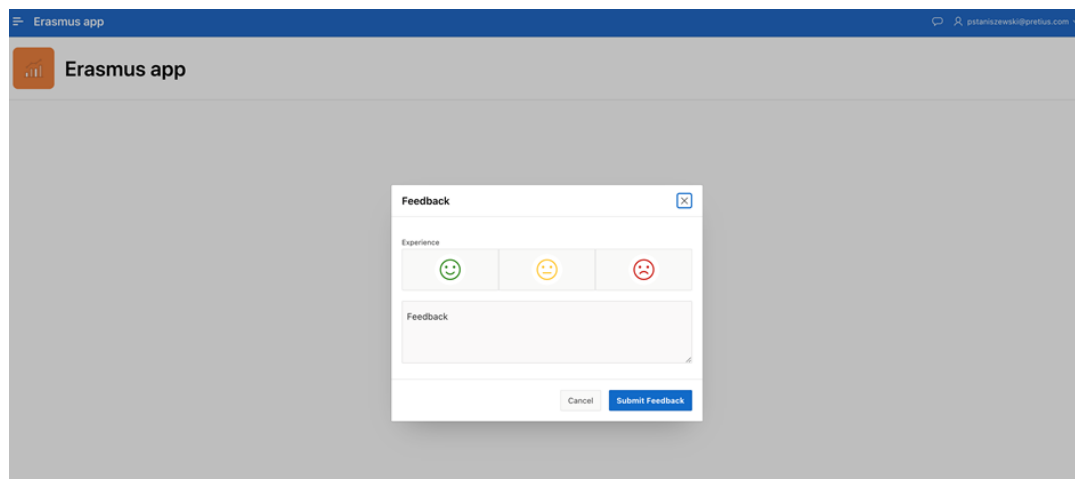 Erasmus app
pstaniszewski@pretius.com
Erasmus app
Feedback
Experience
Feedback
Cancel Submit Feedback